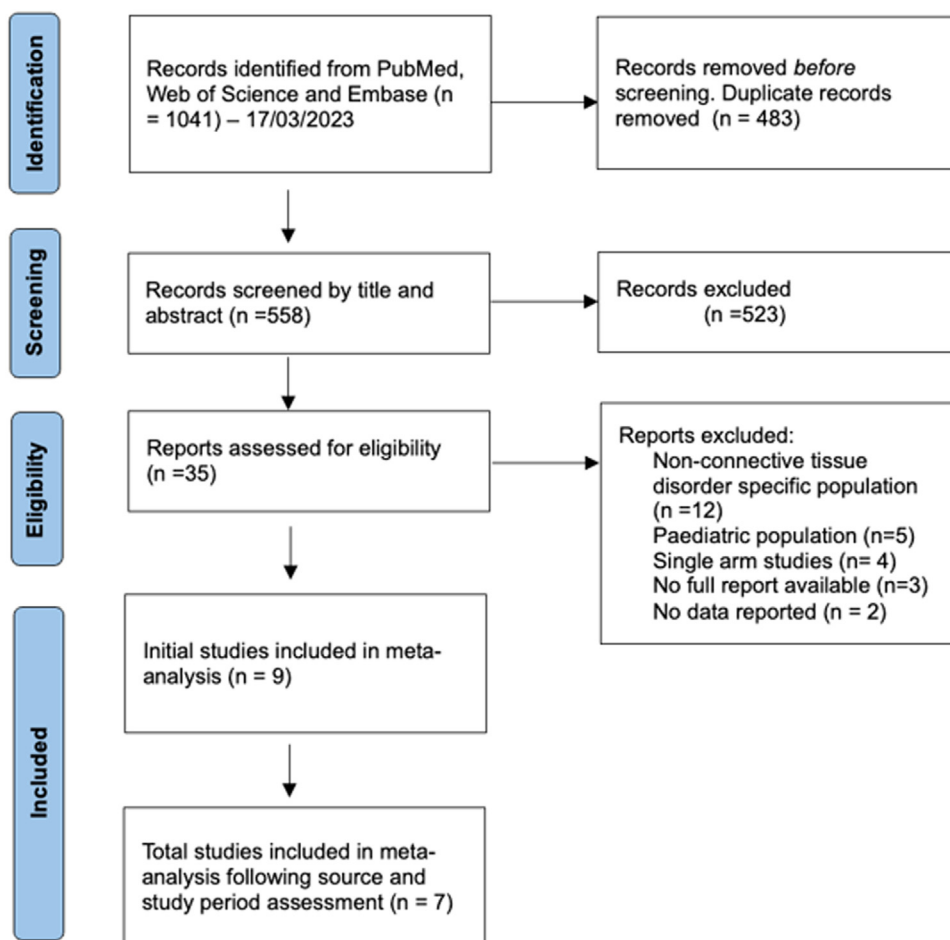 Identification
Records identified from PubMed,
Web of Science and Embase (n
= 1041) – 17/03/2023
Records removed before
screening. Duplicate records
removed (n = 483)
Screening
Records screened by title and
abstract (n =558)
Records excluded
(n =523)
Eligibility
Reports assessed for eligibility
(n =35)
Reports excluded:
Non-connective tissue
disorder specific population
(n =12)
Paediatric population (n=5)
Single arm studies (n= 4)
No full report available (n=3)
No data reported (n = 2)
Included
Initial studies included in meta-
analysis (n = 9)
Total studies included in meta-
analysis following source and
study period assessment (n = 7)